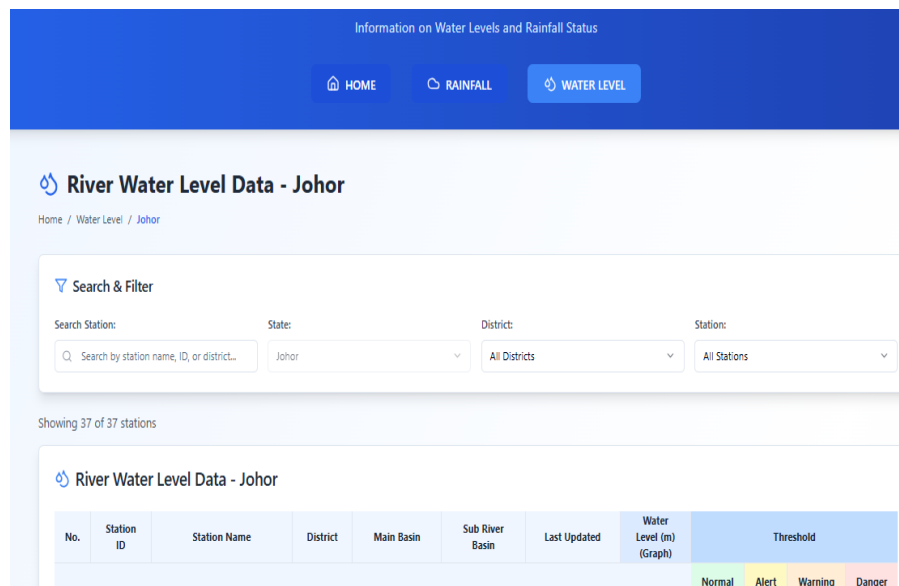 Information on Water Levels and Rainfall Status
HOME RAINFALL WATER LEVEL
River Water Level Data - Johor
Home / Water Level / Johor
Search & Filter
Search Station: State: District: Station:
Search by station name, ID, or district... Johor All Districts All Stations
Showing 37 of 37 stations
River Water Level Data - Johor
No. Station ID Station Name District Main Basin Sub River Basin Last Updated Water Level (m) (Graph) Threshold
Normal Alert Warning Danger